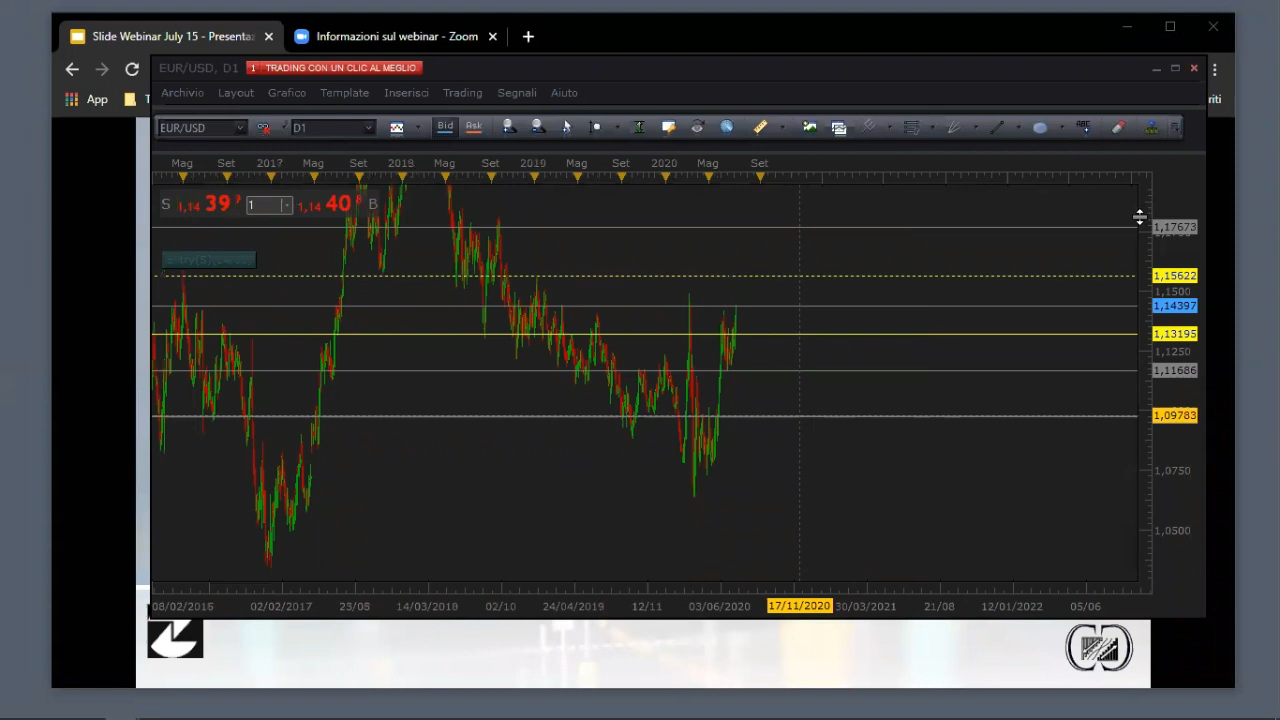 Slide Webinar July 15 - Presenta
Informazioni sul webinar - Zoom
EUR/USD, D1
1 TRADING CON UN CLIC AL MEGLIO
Archivio Layout Grafico Template Inserisci Trading Segnali Aiuto
App
EUR/USD D1 Bid Ask ABC
Mag Set 2017 Mag Set 2018 Mag Set 2019 Mag Set 2020 Mag Set
S 1,14 39 1 1,14 40 B
1,17673
1,15622
1,1500
1,14397
1,13195
1,1250
1,11686
1,09783
1,0750
1,0500
08/02/2016 02/02/2017 23/08 14/03/2018 02/10 24/04/2019 12/11 03/06/2020 17/11/2020 30/03/2021 21/08 12/01/2022 05/06